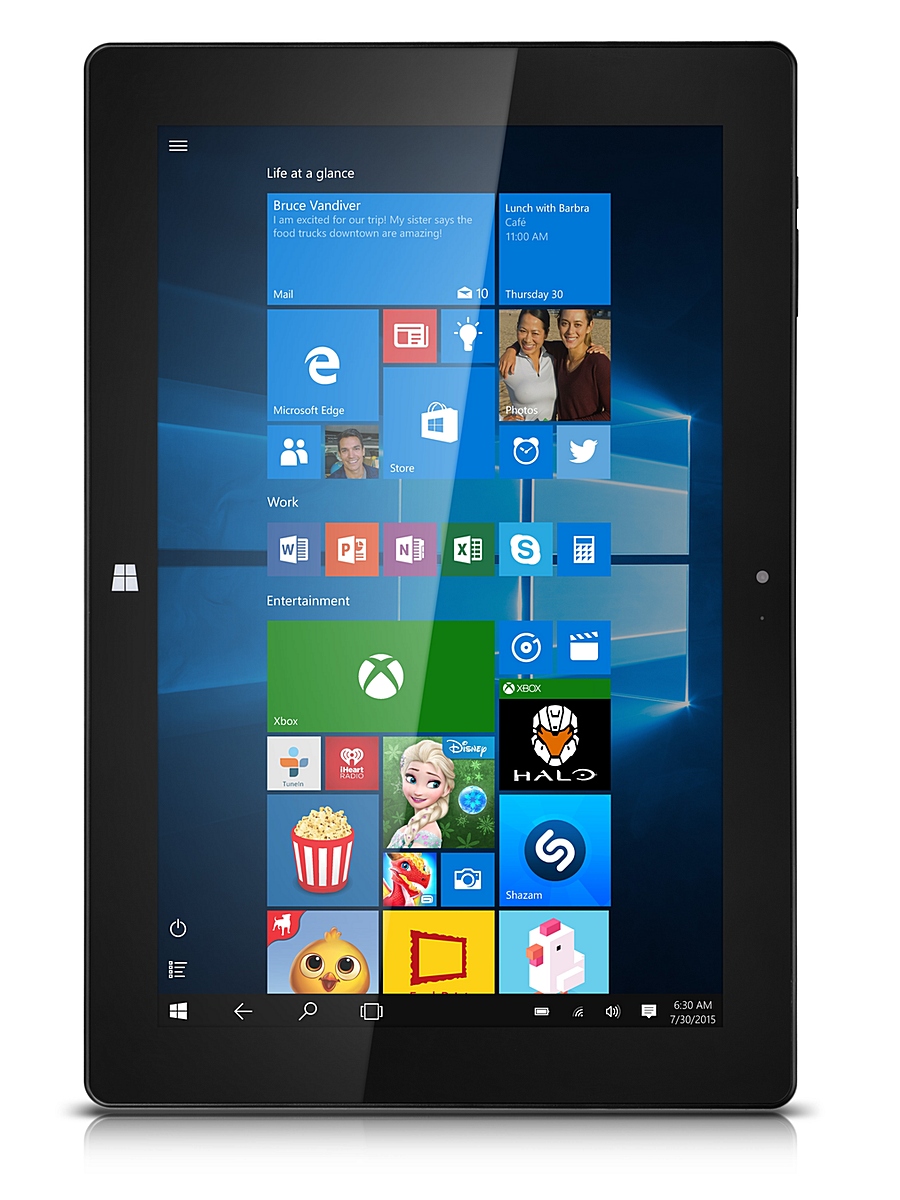 Life at a glance
Bruce Vandiver
I am excited for our trip! My sister says the
food trucks downtown are amazing!
Mail
10
Lunch with Barbra
Café
11:00 AM
Thursday 30
Microsoft Edge
Photos
Store
Work
W
P
N
X
S
Entertainment
Xbox
XBOX
HALO
TuneIn
iHeart
RADIO
Disney
Shazam
6:30 AM
7/30/2015